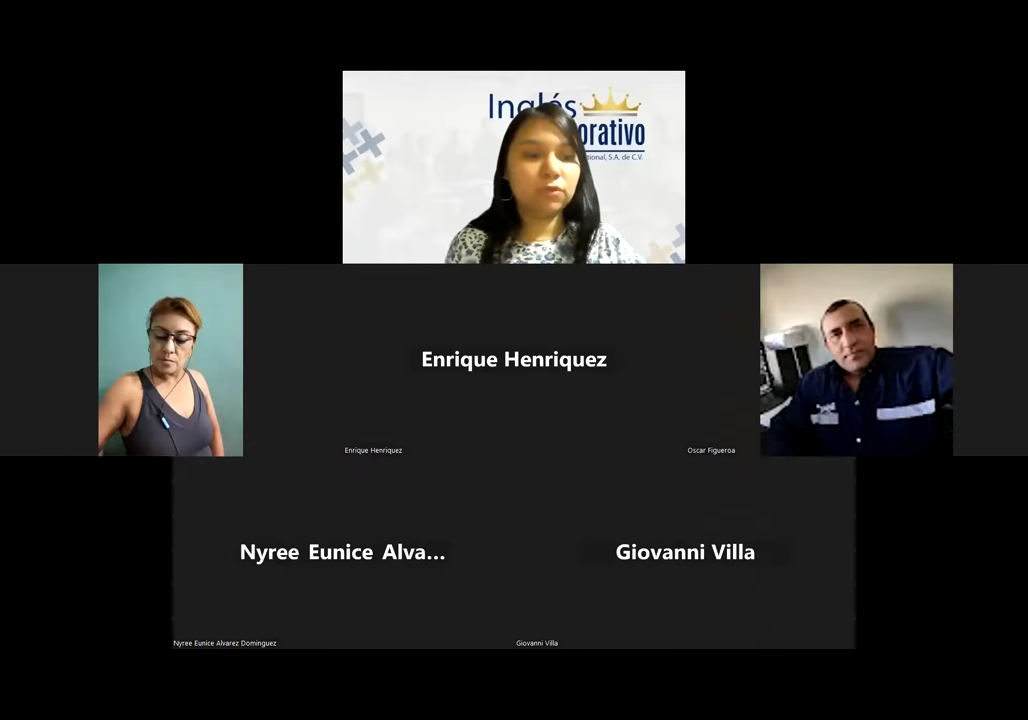 Inglés
orativo
tional, S.A. de C.V.
Enrique Henriquez
Enrique Henriquez
Oscar Figueroa
Nyree Eunice Alva...
Giovanni Villa
Nyree Eunice Alvarez Dominguez
Giovanni Villa